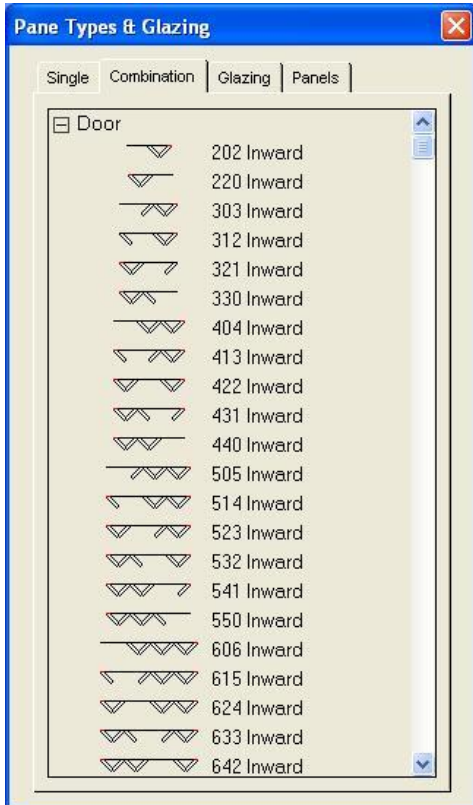 Pane Types & Glazing
Single Combination Glazing Panels
Door
202 Inward
220 Inward
303 Inward
312 Inward
321 Inward
330 Inward
404 Inward
413 Inward
422 Inward
431 Inward
440 Inward
505 Inward
514 Inward
523 Inward
532 Inward
541 Inward
550 Inward
606 Inward
615 Inward
624 Inward
633 Inward
642 Inward